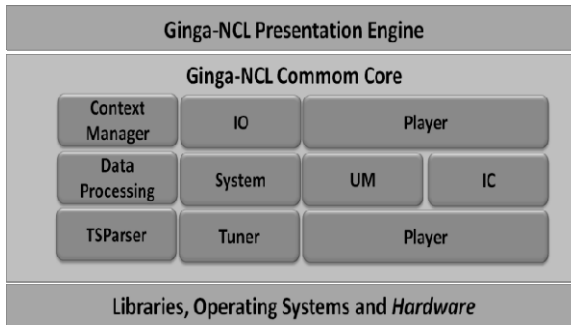 Ginga-NCL Presentation Engine
Ginga-NCL Commom Core
Context Manager
IO
Player
Data Processing
System
UM
IC
TSParser
Tuner
Player
Libraries, Operating Systems and Hardware